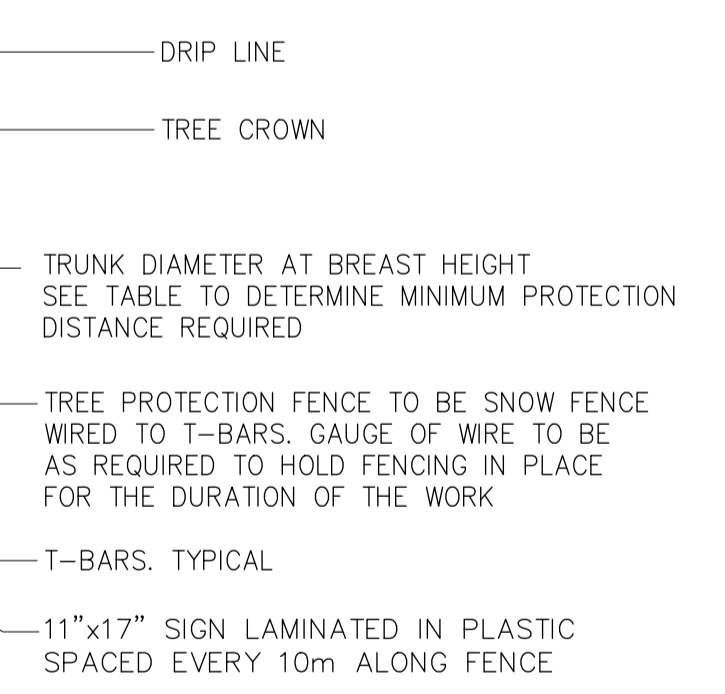 DRIP LINE
TREE CROWN
TRUNK DIAMETER AT BREAST HEIGHT
SEE TABLE TO DETERMINE MINIMUM PROTECTION
DISTANCE REQUIRED
TREE PROTECTION FENCE TO BE SNOW FENCE
WIRED TO T-BARS. GAUGE OF WIRE TO BE
AS REQUIRED TO HOLD FENCING IN PLACE
FOR THE DURATION OF THE WORK
T-BARS. TYPICAL
11”x17” SIGN LAMINATED IN PLASTIC
SPACED EVERY 10m ALONG FENCE